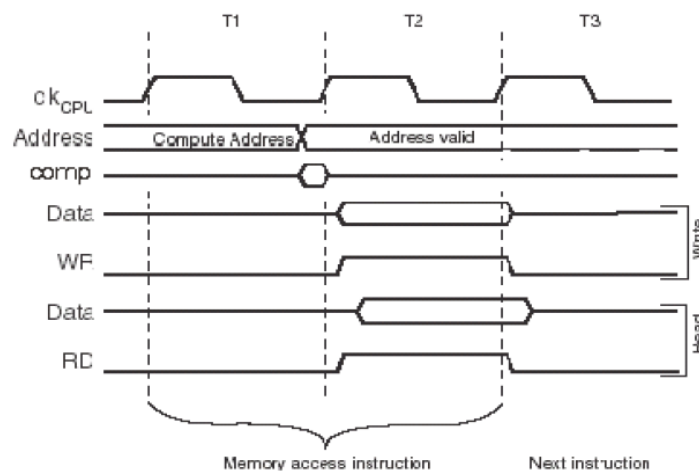 T1 T2 T3
ck CPU
Address Compute Address Address valid
comp
Data
WR
Write
Data
RD
Read
Memory access instruction Next instruction